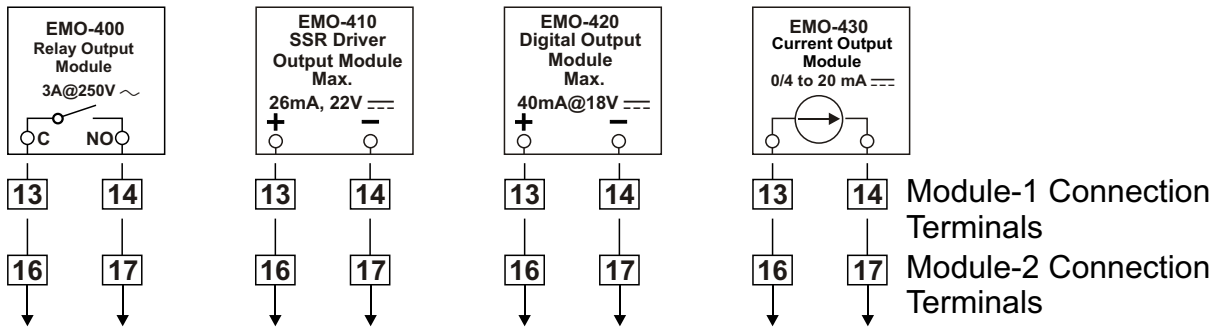 EMO-400
Relay Output
Module
3A@250V
C NO
EMO-410
SSR Driver
Output Module
Max.
26mA, 22V
+ −
EMO-420
Digital Output
Module
Max.
40mA@18V
+ −
EMO-430
Current Output
Module
0/4 to 20 mA
13 14 13 14 13 14 13 14 Module-1 Connection
Terminals
16 17 16 17 16 17 16 17 Module-2 Connection
Terminals